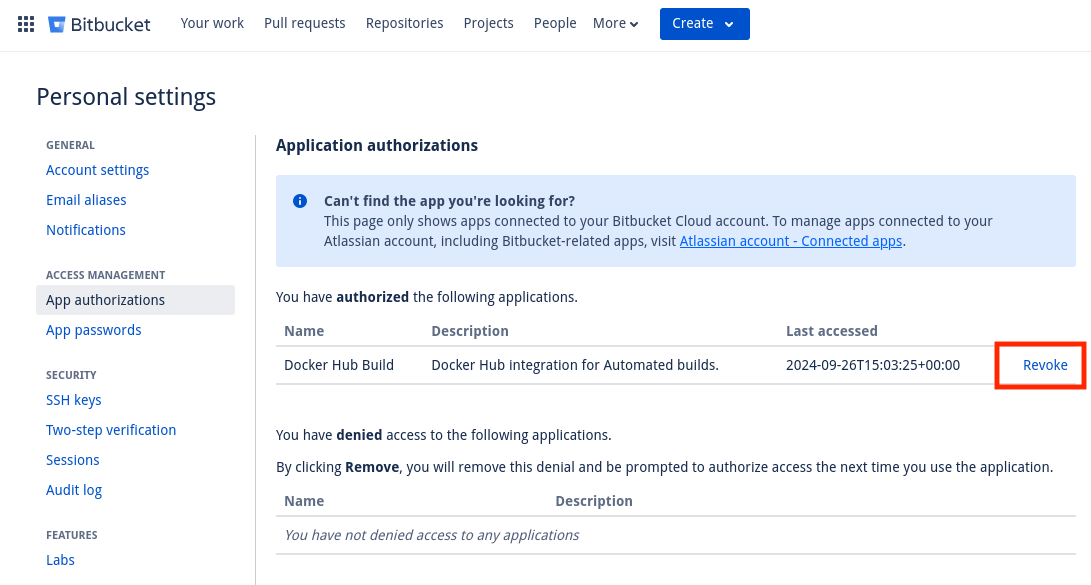 Bitbucket Your work Pull requests Repositories Projects People More Create
Personal settings
GENERAL
Account settings
Email aliases
Notifications
ACCESS MANAGEMENT
App authorizations
App passwords
SECURITY
SSH keys
Two-step verification
Sessions
Audit log
FEATURES
Labs
Application authorizations
Can't find the app you're looking for?
This page only shows apps connected to your Bitbucket Cloud account. To manage apps connected to your
Atlassian account, including Bitbucket-related apps, visit Atlassian account - Connected apps.
You have authorized the following applications.
Name Description Last accessed
Docker Hub Build Docker Hub integration for Automated builds. 2024-09-26T15:03:25+00:00 Revoke
You have denied access to the following applications.
By clicking Remove, you will remove this denial and be prompted to authorize access the next time you use the application.
Name Description
You have not denied access to any applications